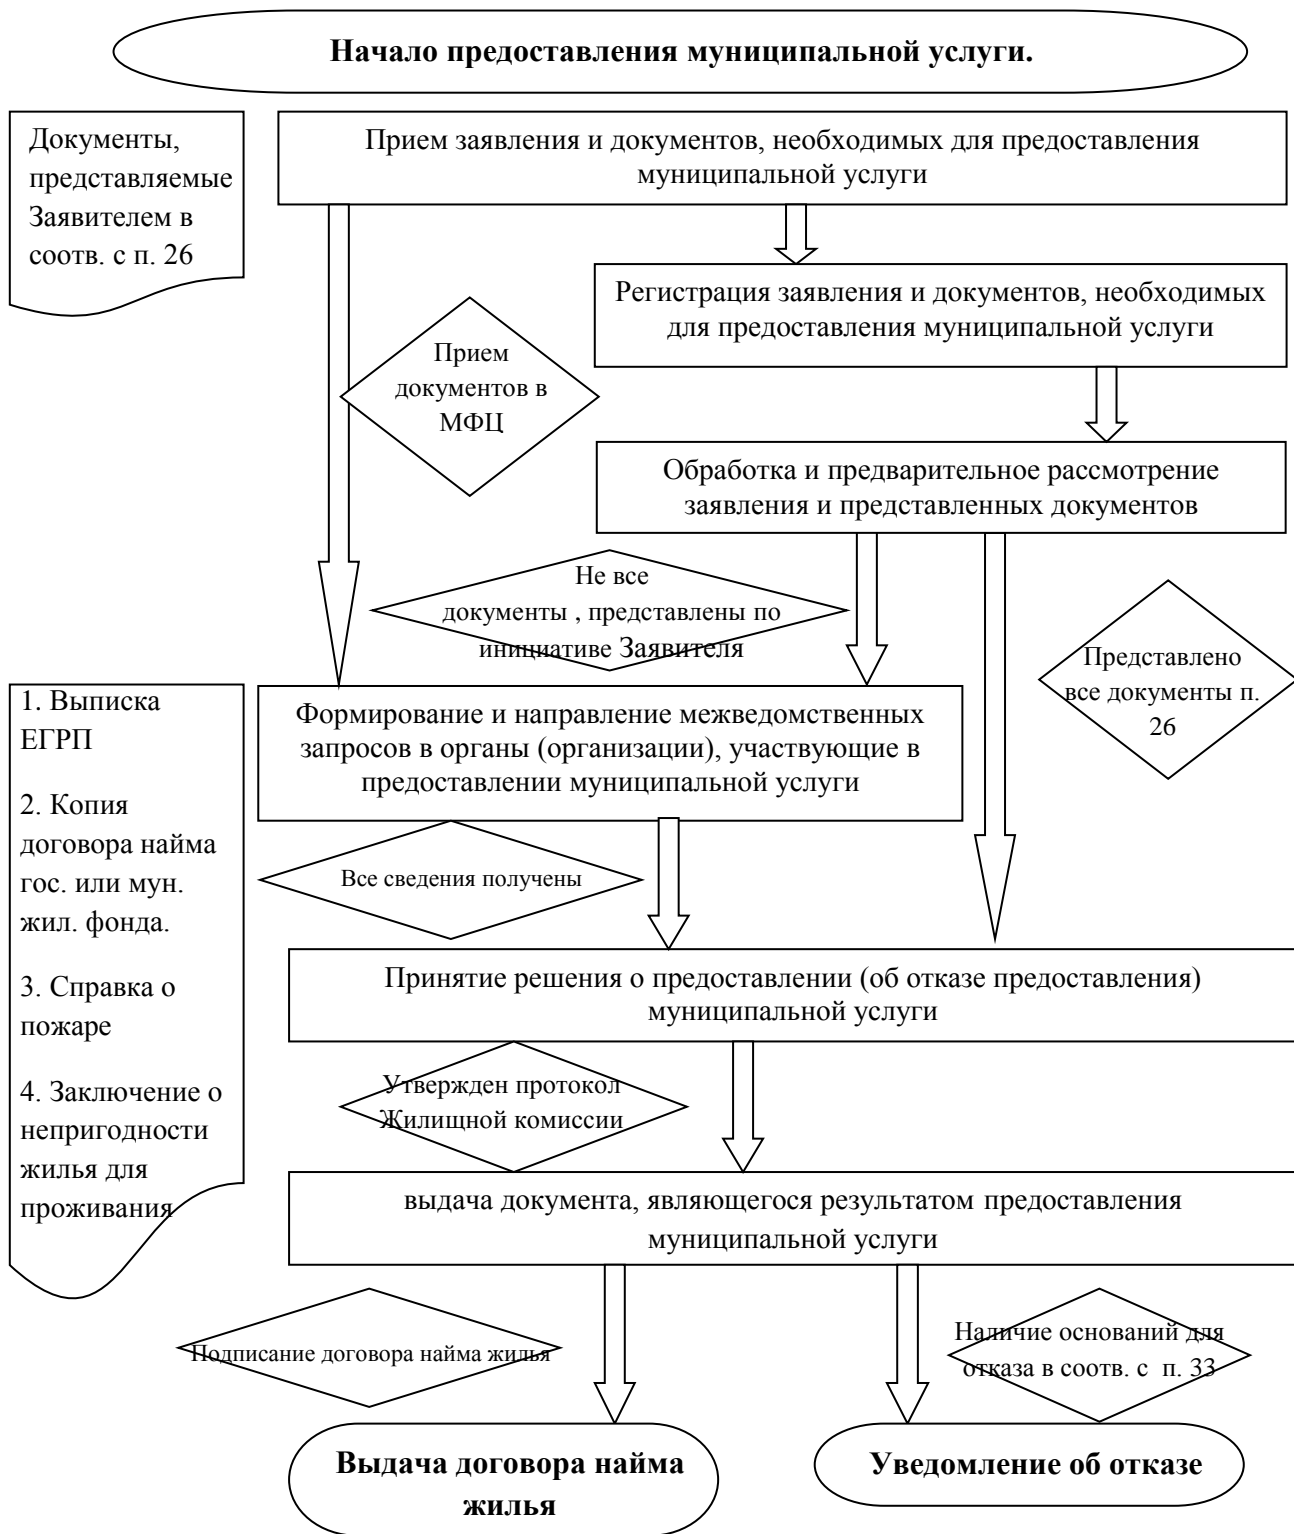 Начало предоставления муниципальной услуги.
Документы,
представляемые
Заявителем в
соотв. с п. 26
Прием заявления и документов, необходимых для предоставления
муниципальной услуги
Регистрация заявления и документов, необходимых
для предоставления муниципальной услуги
Прием
документов в
МФЦ
Обработка и предварительное рассмотрение
заявления и представленных документов
Не все
документы , представлены по
инициативе Заявителя
Представлено
все документы п.
26
1. Выписка
ЕГРП
2. Копия
договора найма
гос. или мун.
жил. фонда.
3. Справка о
пожаре
4. Заключение о
непригодности
жилья для
проживания
Формирование и направление межведомственных
запросов в органы (организации), участвующие в
предоставлении муниципальной услуги
Все сведения получены
Принятие решения о предоставлении (об отказе предоставления)
муниципальной услуги
Утвержден протокол
Жилищной комиссии
выдача документа, являющегося результатом предоставления
муниципальной услуги
Подписание договора найма жилья
Наличие оснований для
отказа в соотв. с п. 33
Выдача договора найма
жилья
Уведомление об отказе